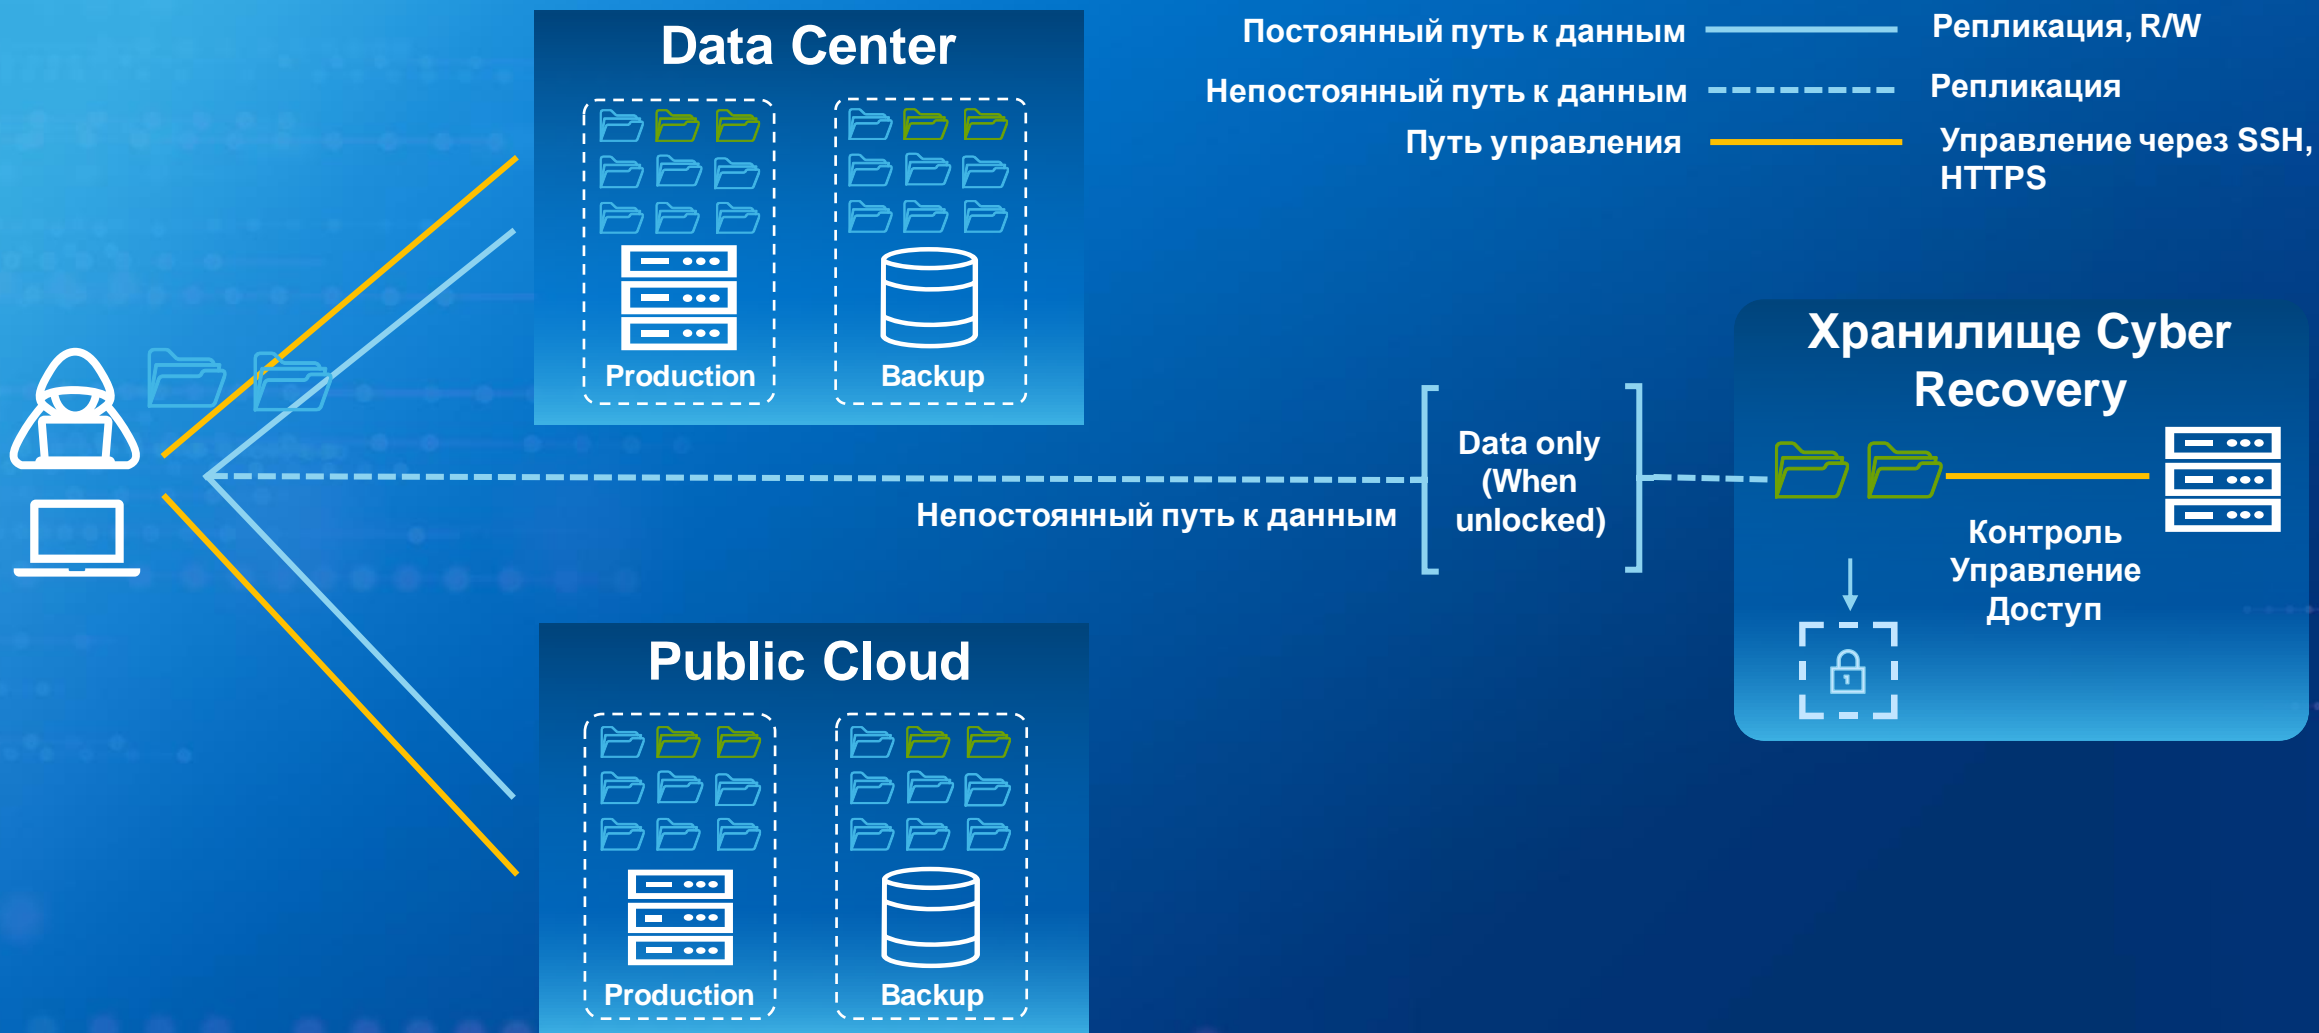 Data Center
Production
Backup
Постоянный путь к данным
Репликация, R/W
Непостоянный путь к данным
Репликация
Путь управления
Управление через SSH,
HTTPS
Непостоянный путь к данным
Data only
(When
unlocked)
Хранилище Cyber
Recovery
Контроль
Управление
Доступ
Public Cloud
Production
Backup